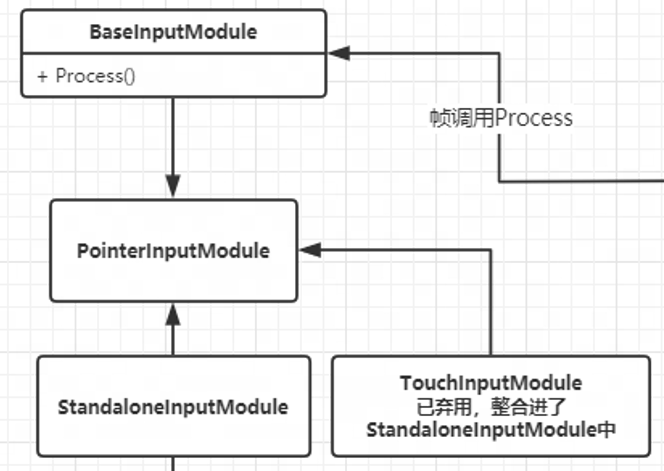 BaseInputModule
+ Process()
帧调用Process
PointerInputModule
StandaloneInputModule
TouchInputModule
已弃用，整合进了
StandaloneInputModule中